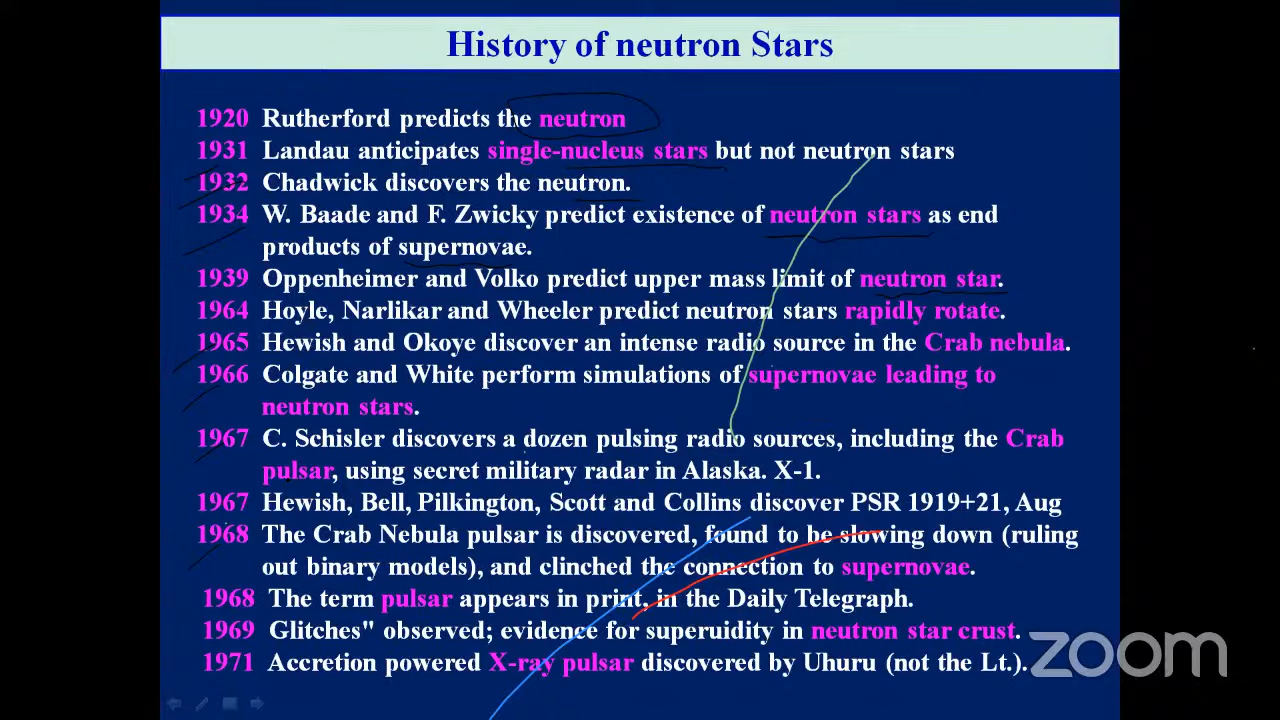 History of neutron Stars
1920 Rutherford predicts the neutron
1931 Landau anticipates single-nucleus stars but not neutron stars
1932 Chadwick discovers the neutron.
1934 W. Baade and F. Zwicky predict existence of neutron stars as end
products of supernovae.
1939 Oppenheimer and Volko predict upper mass limit of neutron star.
1964 Hoyle, Narlikar and Wheeler predict neutron stars rapidly rotate.
1965 Hewish and Okoye discover an intense radio source in the Crab nebula.
1966 Colgate and White perform simulations of supernovae leading to
neutron stars.
1967 C. Schisler discovers a dozen pulsing radio sources, including the Crab
pulsar, using secret military radar in Alaska. X-1.
1967 Hewish, Bell, Pilkington, Scott and Collins discover PSR 1919+21, Aug
1968 The Crab Nebula pulsar is discovered, found to be slowing down (ruling
out binary models), and clinched the connection to supernovae.
1968 The term pulsar appears in print, in the Daily Telegraph.
1969 Glitches" observed; evidence for superuidity in neutron star crust.
1971 Accretion powered X-ray pulsar discovered by Uhuru (not the Lt.).
zoom